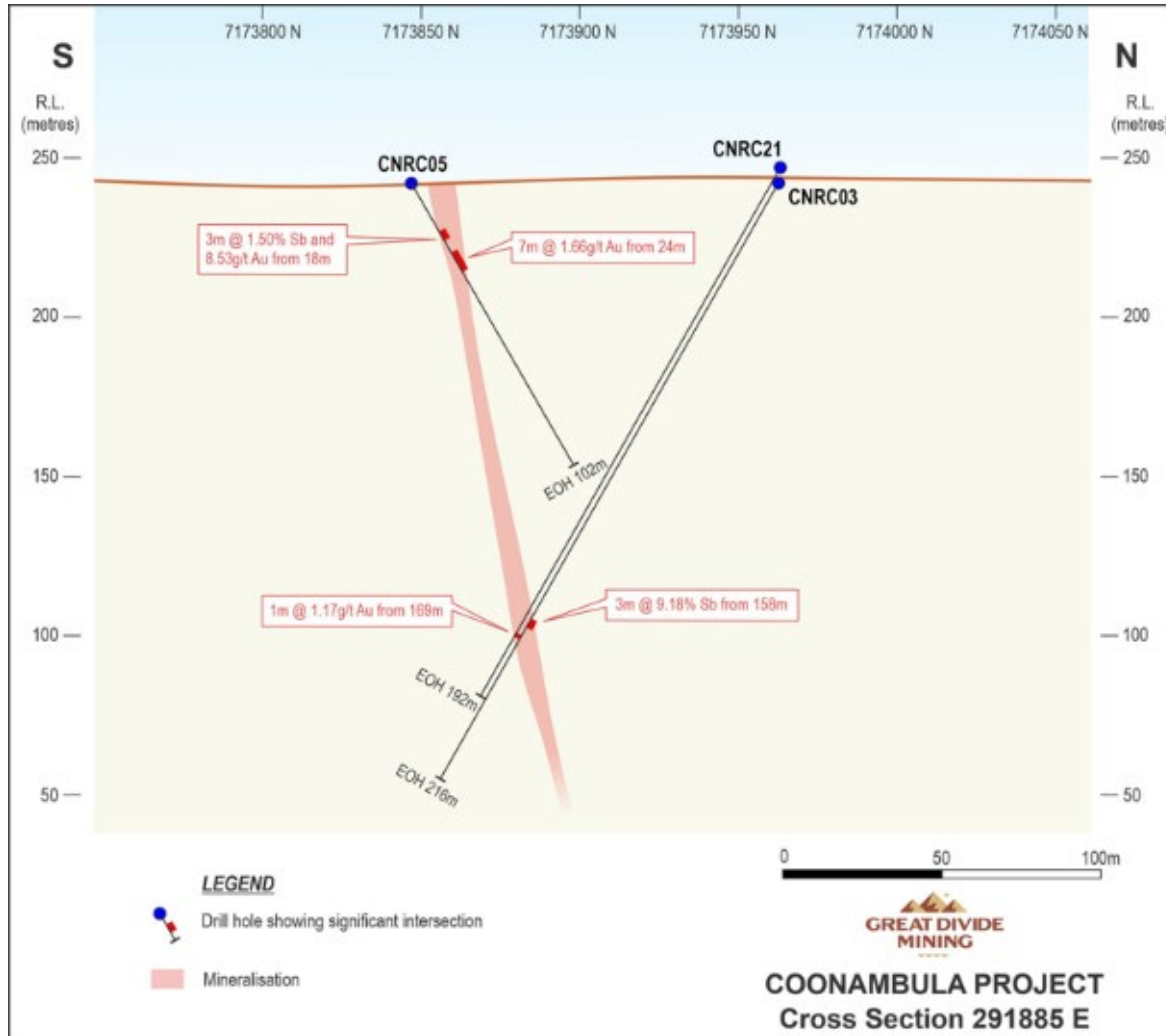 7173800 N
7173850 N
7173900 N
7173950 N
7174000 N
7174050 N
S
N
R.L.
(metres)
R.L.
(metres)
250
250
CNRC05
CNRC21
CNRC03
3m @ 1.50% Sb and
8.53g/t Au from 18m
7m @ 1.66g/t Au from 24m
200
200
150
150
EOH 102m
1m @ 1.17g/t Au from 169m
3m @ 9.18% Sb from 158m
100
100
EOH 192m
EOH 216m
50
50
0
50
100m
LEGEND
Drill hole showing significant intersection
Mineralisation
GREAT DIVIDE
MINING
COONAMBULA PROJECT
Cross Section 291885 E